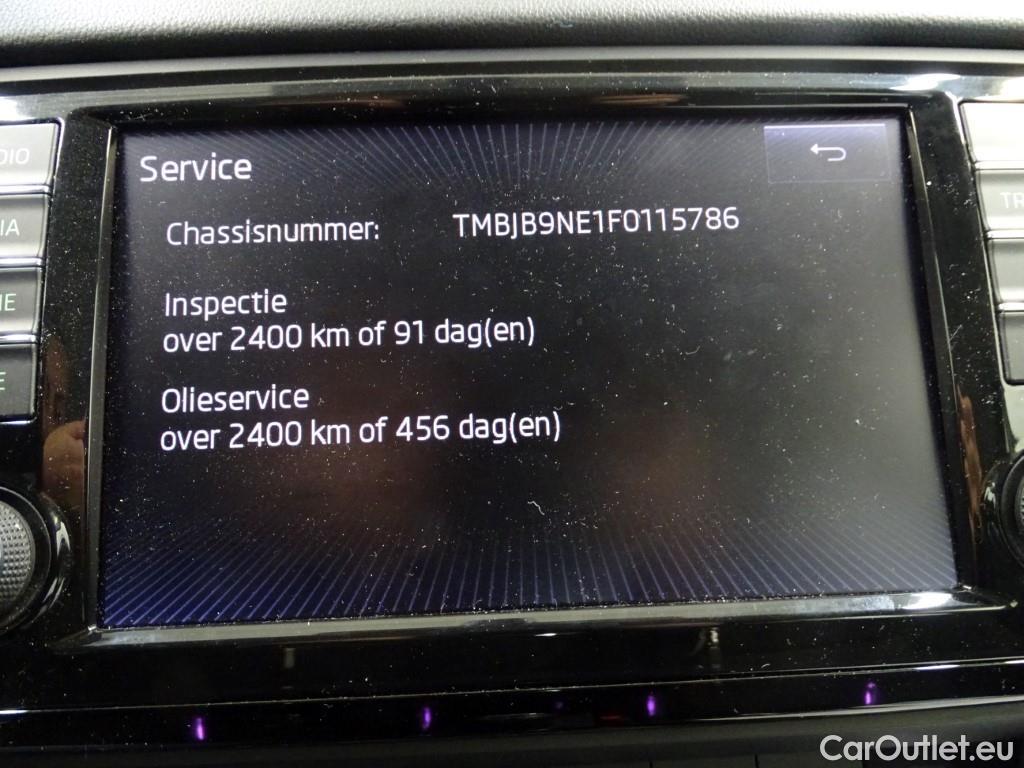 Service
Chassisnummer: TMBJB9NE1F0115786
Inspectie
over 2400 km of 91 dag(en)
Olieservice
over 2400 km of 456 dag(en)
CarOutlet.eu